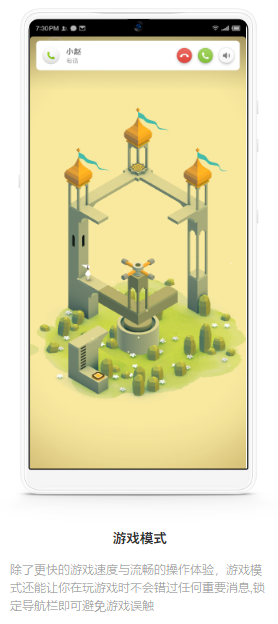 7:30PM
小赵
电话
游戏模式
除了更快的游戏速度与流畅的操作体验，游戏模
式还能让你在玩游戏时不会错过任何重要消息,锁
定导航栏即可避免游戏误触